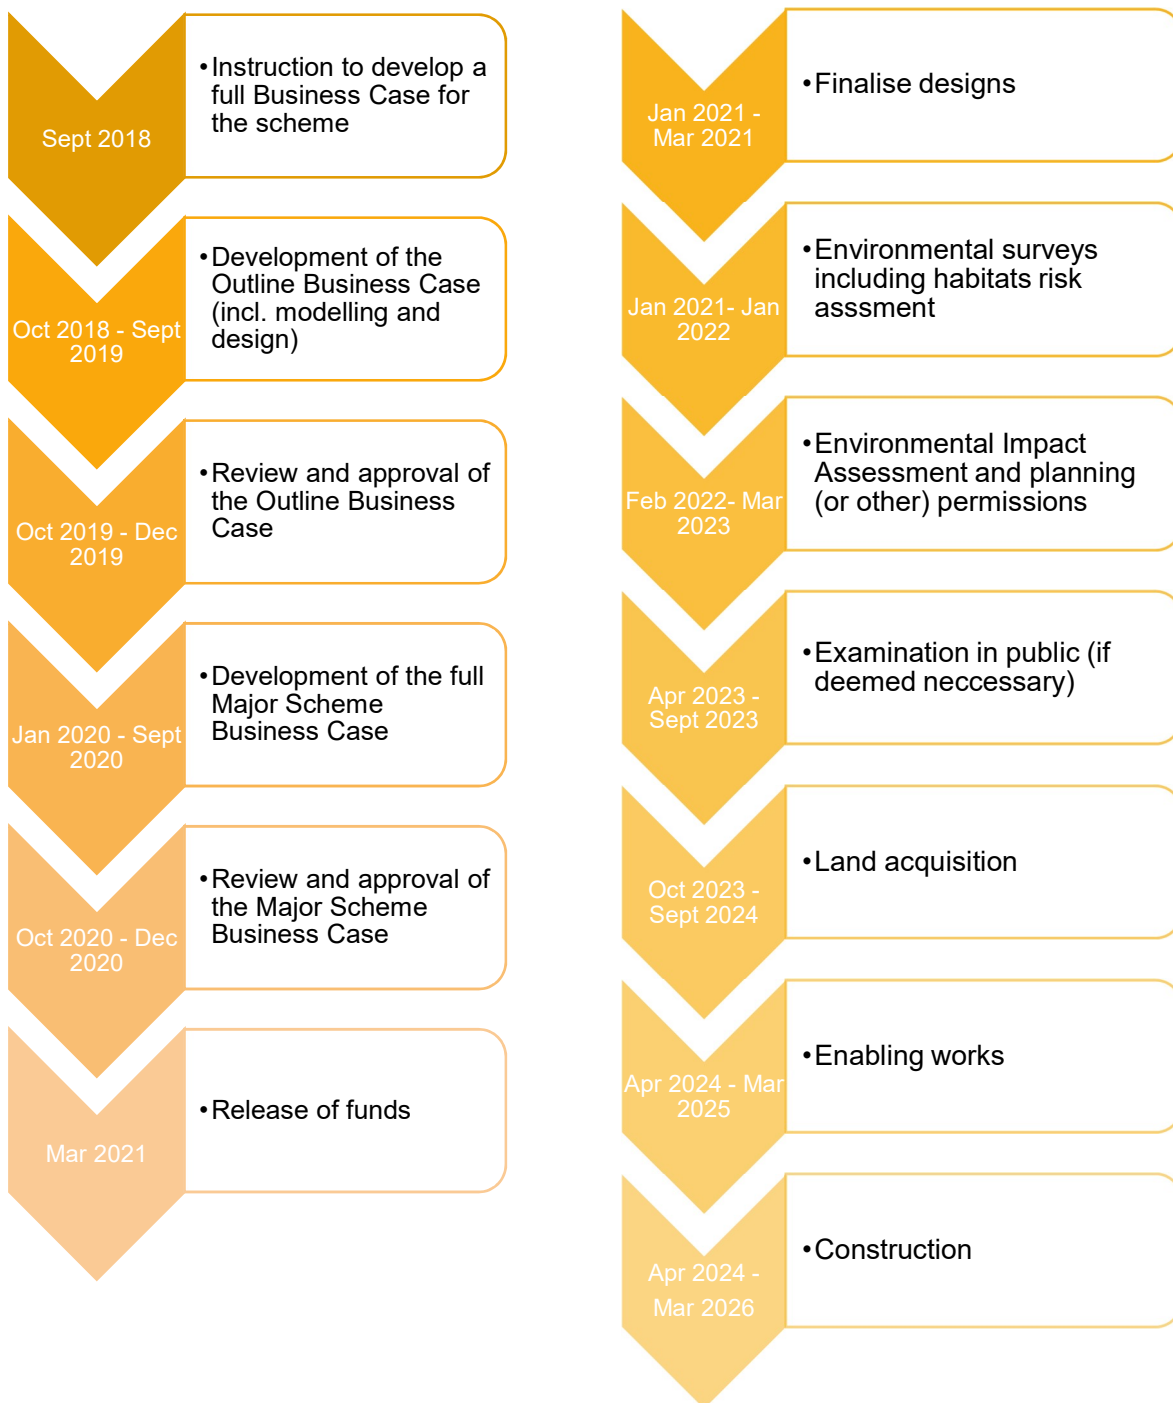 Sept 2018
•Instruction to develop a
full Business Case for
the scheme
Oct 2018 - Sept
2019
•Development of the
Outline Business Case
(incl. modelling and
design)
Oct 2019 - Dec
2019
•Review and approval of
the Outline Business
Case
Jan 2020 - Sept
2020
•Development of the full
Major Scheme
Business Case
Oct 2020 - Dec
2020
•Review and approval of
the Major Scheme
Business Case
Mar 2021
•Release of funds
Jan 2021 -
Mar 2021
•Finalise designs
Jan 2021- Jan
2022
•Environmental surveys
including habitats risk
asssment
Feb 2022- Mar
2023
•Environmental Impact
Assessment and planning
(or other) permissions
Apr 2023 -
Sept 2023
•Examination in public (if
deemed neccessary)
Oct 2023 -
Sept 2024
•Land acquisition
Apr 2024 - Mar
2025
•Enabling works
Apr 2024 -
Mar 2026
•Construction